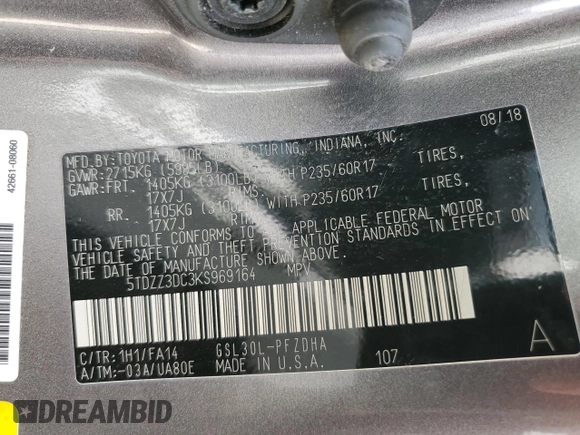 MFD.BY: TOYOTA MOTOR MANUFACTURING, INDIANA, INC. 08/18
GVWR: 2715KG
GAWR: FRT. 1405KG (3100LB) WITH P235/60R17 TIRES,
17X7J RIMS,
RR. 1405KG (3100LB) WITH P235/60R17 TIRES,
17X7J
THIS VEHICLE CONFORMS TO ALL APPLICABLE FEDERAL MOTOR
VEHICLE SAFETY AND THEFT PREVENTION STANDARDS IN EFFECT ON
THE DATE OF MANUFACTURE SHOWN ABOVE.
5TDZZ3DC3KS969164 MPV
C/TR: 1H1/FA14 GSL30L-PFZDHA A
A/TM: -03A/UA80E MADE IN U.S.A. 107
42661-08060
DREAMBID